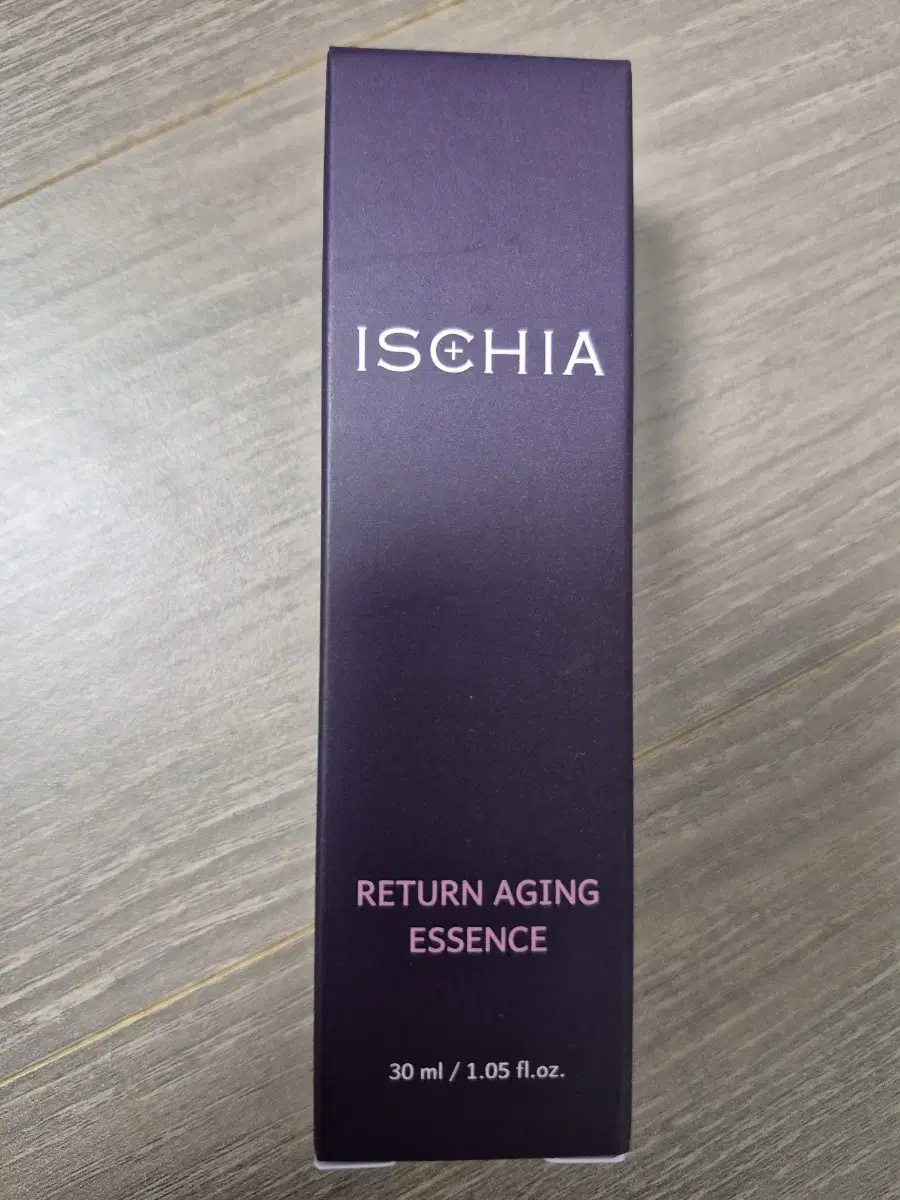 ISCHIA
RETURN AGING
ESSENCE
30 ml / 1.05 fl.oz.